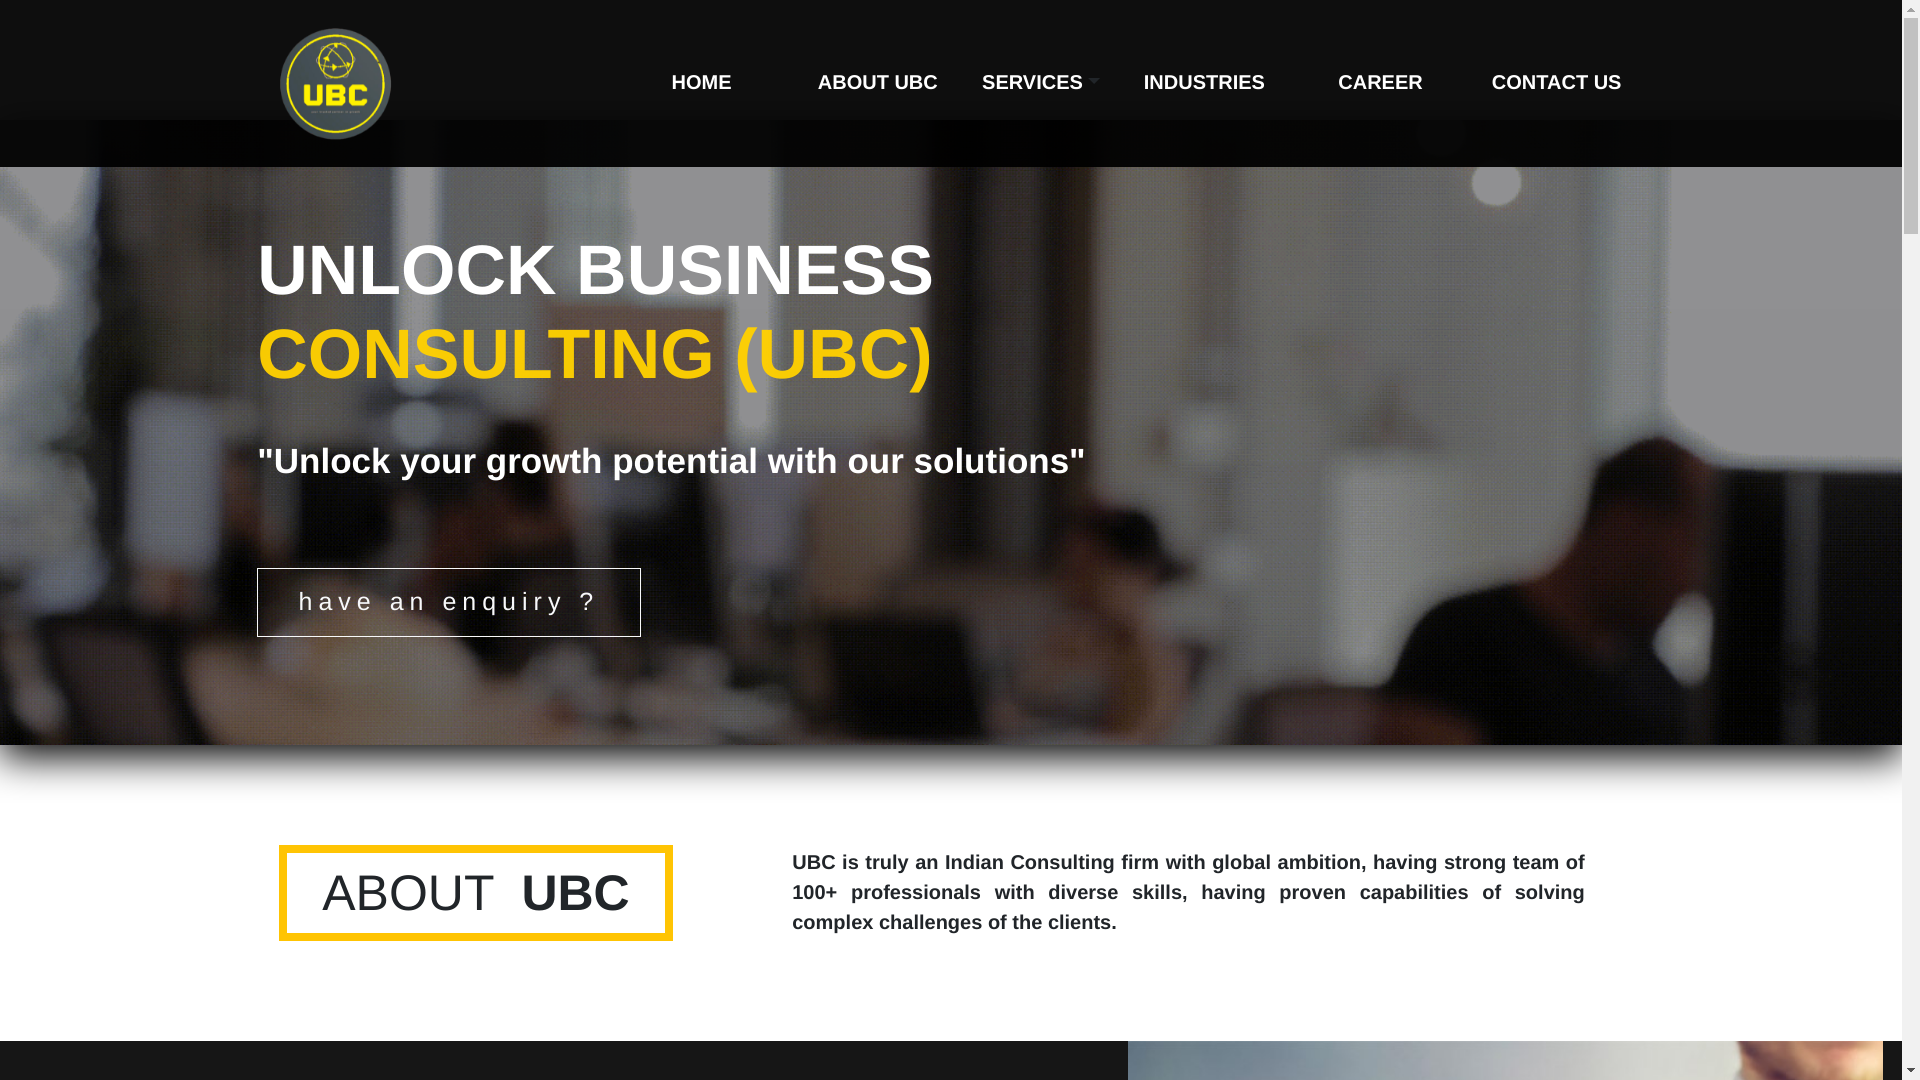 UBC
HOME
ABOUT UBC
SERVICES
INDUSTRIES
CAREER
CONTACT US
UNLOCK BUSINESS
CONSULTING (UBC)
"Unlock your growth potential with our solutions"
have an enquiry ?
ABOUT UBC
UBC is truly an Indian Consulting firm with global ambition, having strong team of
100+ professionals with diverse skills, having proven capabilities of solving
complex challenges of the clients.